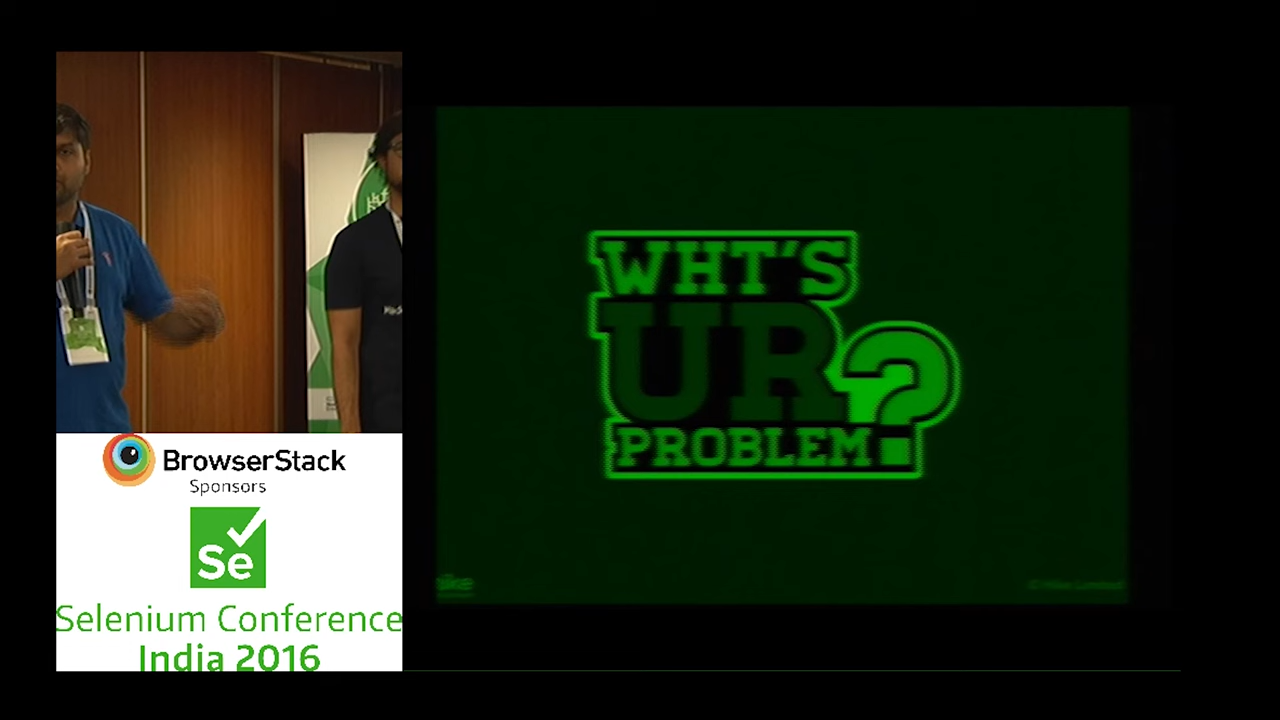 BrowserStack
Sponsors
Se
Selenium Conference
India 2016
WHT'S
UR
PROBLEM?